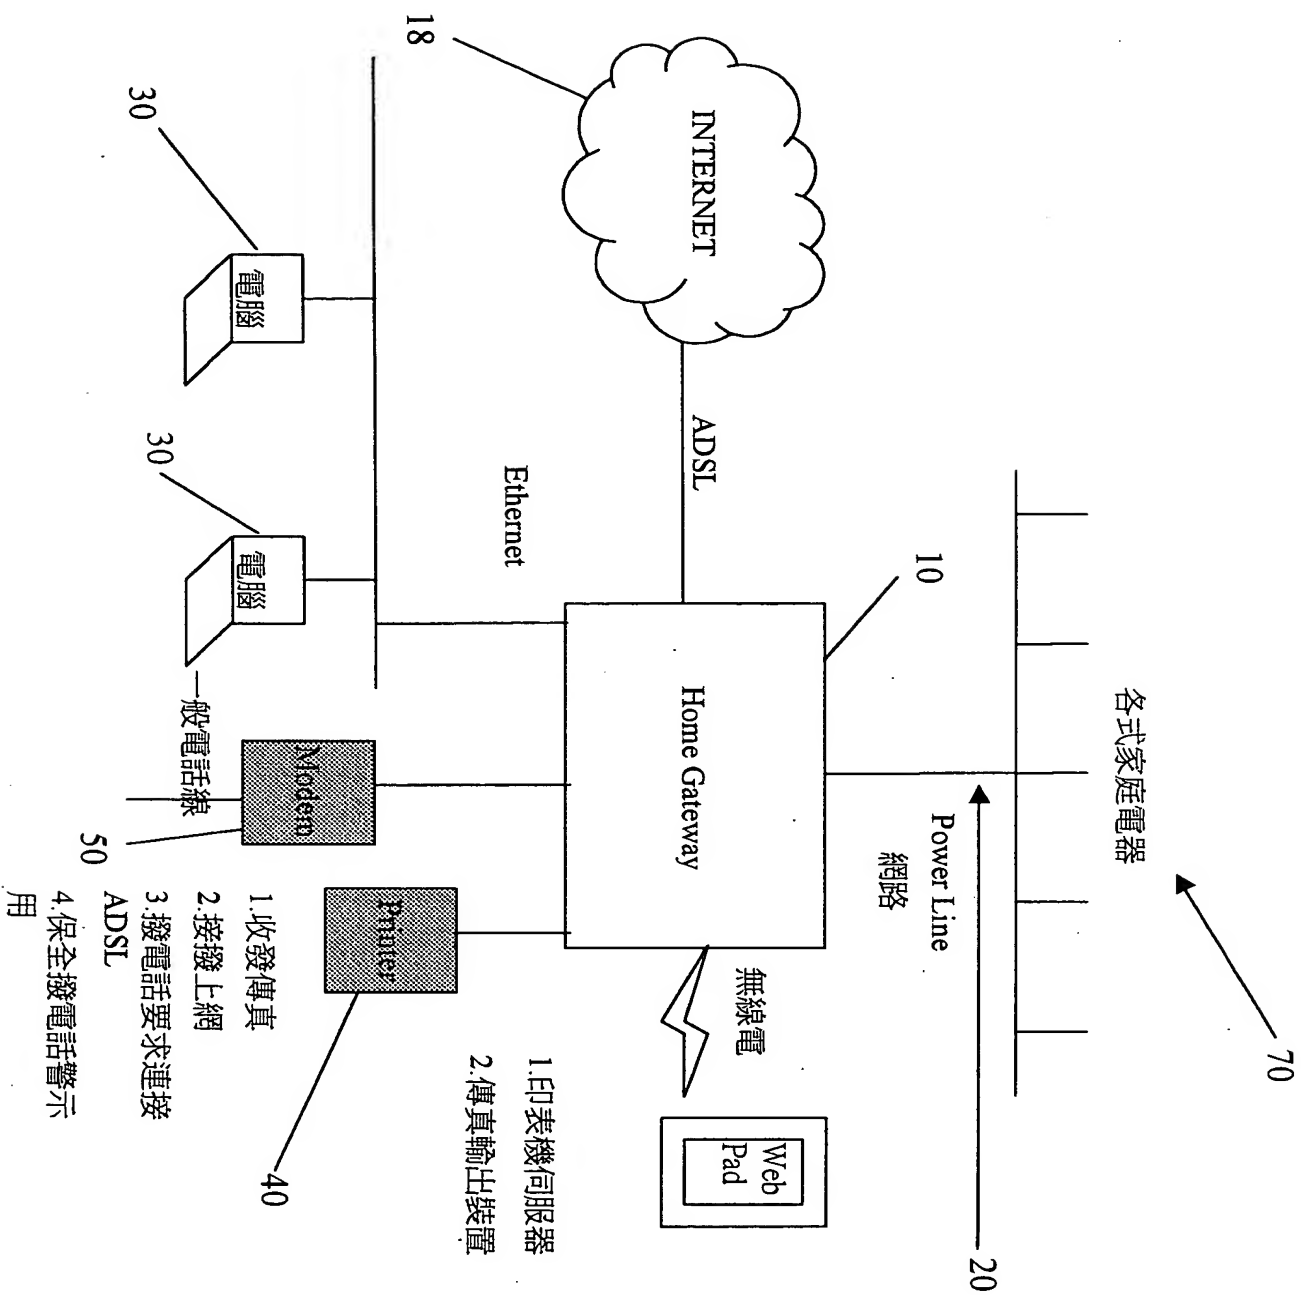 各式家庭電器
70
Power Line
網路
20
10
無線電
Web
Pad
INTERNET
18
ADSL
Home Gateway
Ethernet
1.印表機伺服器
2.傳真輸出裝置
Printer
40
Modem
50
一般電話線
1.收發傳真
2.接撥上網
3.撥電話要求連接
ADSL
4.保全撥電話警示
用
電腦
30
電腦
30